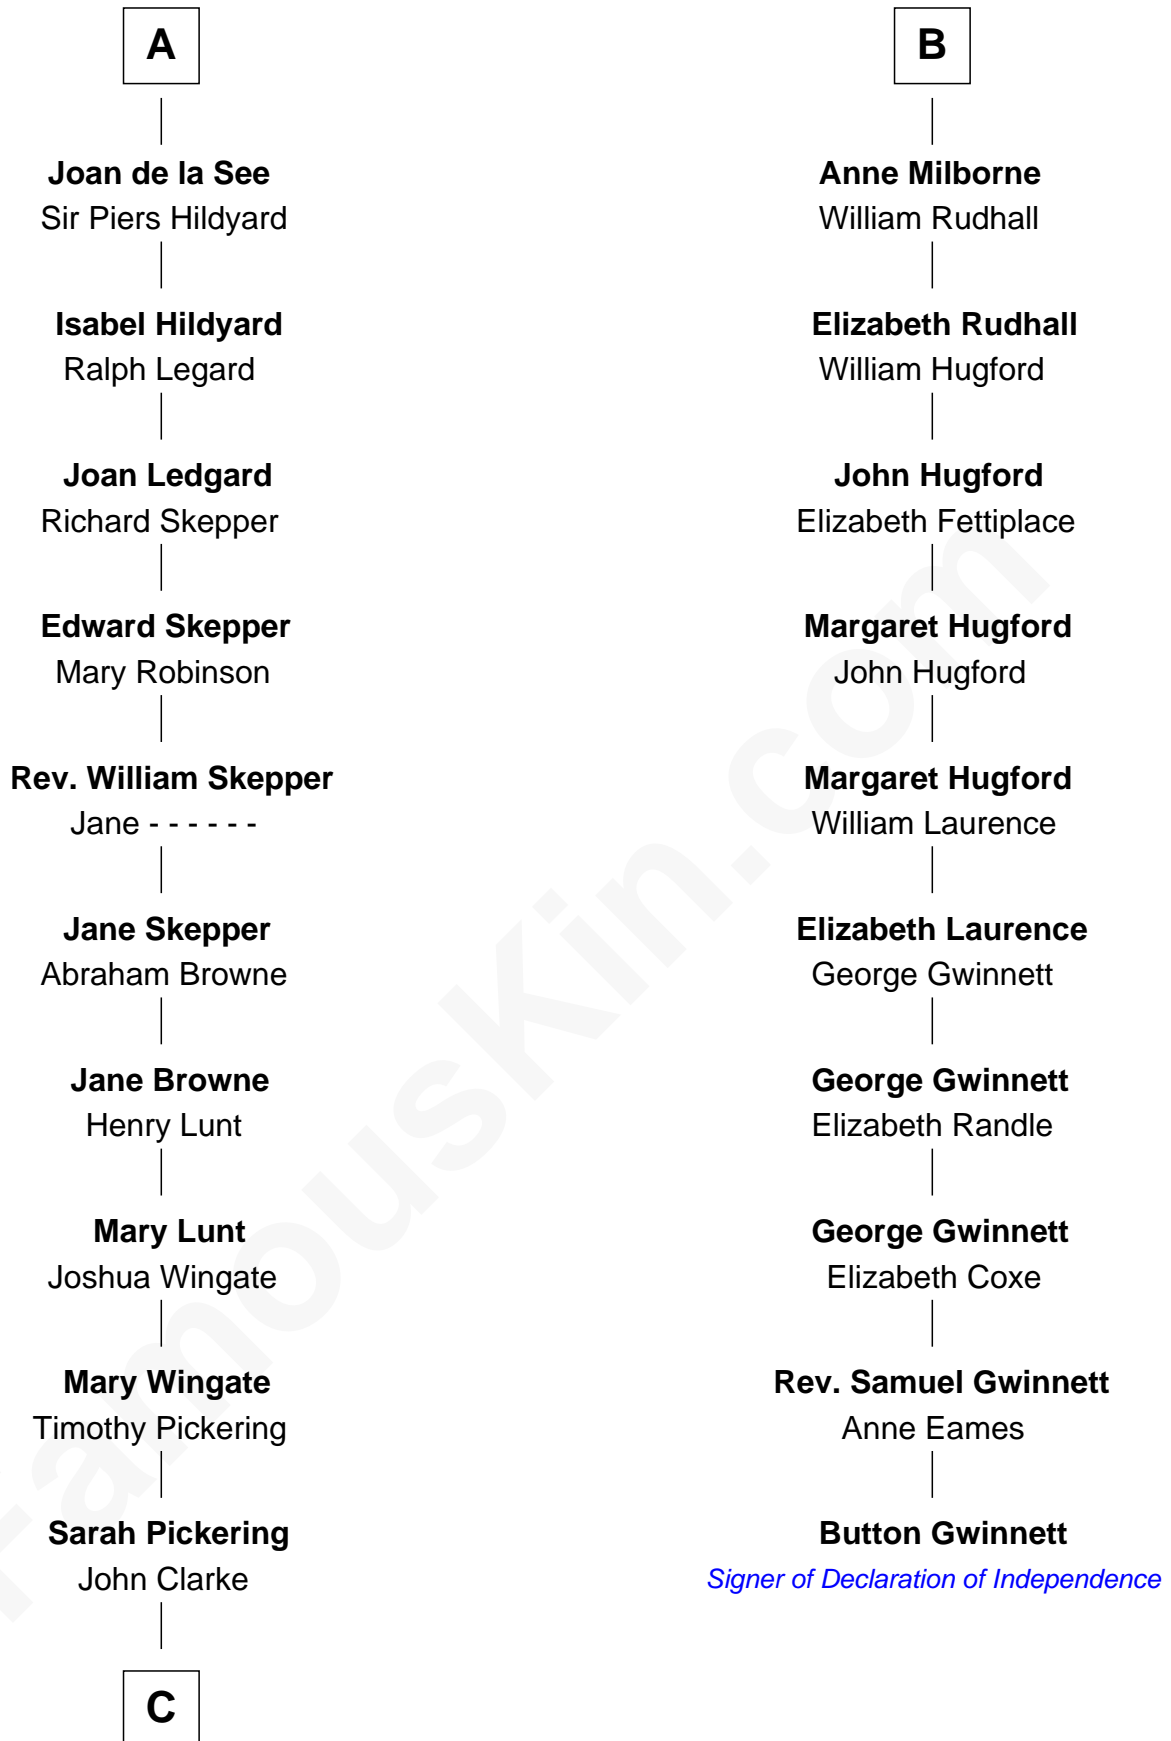 A
Joan de la See
Sir Piers Hildyard
Isabel Hildyard
Ralph Legard
Joan Ledgard
Richard Skepper
Edward Skepper
Mary Robinson
Rev. William Skepper
Jane - - - - - -
Jane Skepper
Abraham Browne
Jane Browne
Henry Lunt
Mary Lunt
Joshua Wingate
Mary Wingate
Timothy Pickering
Sarah Pickering
John Clarke
C
B
Anne Milborne
William Rudhall
Elizabeth Rudhall
William Hugford
John Hugford
Elizabeth Fettiplace
Margaret Hugford
John Hugford
Margaret Hugford
William Laurence
Elizabeth Laurence
George Gwinnett
George Gwinnett
Elizabeth Randle
George Gwinnett
Elizabeth Coxe
Rev. Samuel Gwinnett
Anne Eames
Button Gwinnett
Signer of Declaration of Independence
FamousKin.com